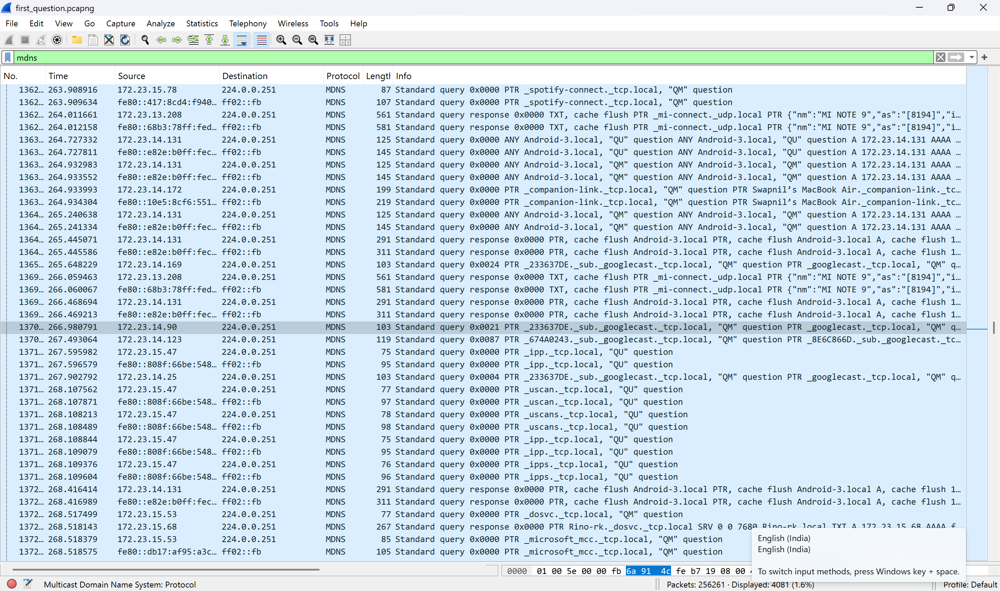 first_question.pcapng
File Edit View Go Capture Analyze Statistics Telephony Wireless Tools Help
mdns
No. Time Source Destination Protocol Length Info
1362… 263.908916 172.23.15.78 224.0.0.251 MDNS 87 Standard query 0x0000 PTR _spotify-connect._tcp.local, "QM" question
1362… 263.909634 fe80::417:8cd4:f940… ff02::fb MDNS 107 Standard query 0x0000 PTR _spotify-connect._tcp.local, "QM" question
1362… 264.011661 172.23.13.208 224.0.0.251 MDNS 561 Standard query response 0x0000 TXT, cache flush PTR _mi-connect._udp.local PTR {"nm":"MI NOTE 9","as":"[8194]","i…
1362… 264.012158 fe80::68b3:78ff:fed… ff02::fb MDNS 581 Standard query response 0x0000 TXT, cache flush PTR _mi-connect._udp.local PTR {"nm":"MI NOTE 9","as":"[8194]","i…
1363… 264.727332 172.23.14.131 224.0.0.251 MDNS 125 Standard query 0x0000 ANY Android-3.local, "QU" question ANY Android-3.local, "QU" question A 172.23.14.131 AAAA …
1363… 264.727811 fe80::e82e:b0ff:fec… ff02::fb MDNS 145 Standard query 0x0000 ANY Android-3.local, "QU" question ANY Android-3.local, "QU" question A 172.23.14.131 AAAA …
1363… 264.932983 172.23.14.131 224.0.0.251 MDNS 125 Standard query 0x0000 ANY Android-3.local, "QM" question ANY Android-3.local, "QM" question A 172.23.14.131 AAAA …
1363… 264.933552 fe80::e82e:b0ff:fec… ff02::fb MDNS 145 Standard query 0x0000 ANY Android-3.local, "QM" question ANY Android-3.local, "QM" question A 172.23.14.131 AAAA …
1363… 264.933993 172.23.14.172 224.0.0.251 MDNS 199 Standard query 0x0000 PTR _companion-link._tcp.local, "QM" question PTR Swapnil’s MacBook Air._companion-link._tc…
1363… 264.934304 fe80::10e5:8cf6:551… ff02::fb MDNS 219 Standard query 0x0000 PTR _companion-link._tcp.local, "QM" question PTR Swapnil’s MacBook Air._companion-link._tc…
1364… 265.240638 172.23.14.131 224.0.0.251 MDNS 125 Standard query 0x0000 ANY Android-3.local, "QM" question ANY Android-3.local, "QM" question A 172.23.14.131 AAAA …
1364… 265.241334 fe80::e82e:b0ff:fec… ff02::fb MDNS 145 Standard query 0x0000 ANY Android-3.local, "QM" question ANY Android-3.local, "QM" question A 172.23.14.131 AAAA …
1364… 265.445071 172.23.14.131 224.0.0.251 MDNS 291 Standard query response 0x0000 PTR, cache flush Android-3.local PTR, cache flush Android-3.local A, cache flush 1…
1364… 265.445586 fe80::e82e:b0ff:fec… ff02::fb MDNS 311 Standard query response 0x0000 PTR, cache flush Android-3.local PTR, cache flush Android-3.local A, cache flush 1…
1365… 265.648229 172.23.14.169 224.0.0.251 MDNS 103 Standard query 0x0024 PTR _233637DE._sub._googlecast._tcp.local, "QM" question PTR _googlecast._tcp.local, "QM" q…
1369… 266.059463 172.23.13.208 224.0.0.251 MDNS 561 Standard query response 0x0000 TXT, cache flush PTR _mi-connect._udp.local PTR {"nm":"MI NOTE 9","as":"[8194]","i…
1369… 266.060067 fe80::68b3:78ff:fed… ff02::fb MDNS 581 Standard query response 0x0000 TXT, cache flush PTR _mi-connect._udp.local PTR {"nm":"MI NOTE 9","as":"[8194]","i…
1369… 266.468694 172.23.14.131 224.0.0.251 MDNS 291 Standard query response 0x0000 PTR, cache flush Android-3.local PTR, cache flush Android-3.local A, cache flush 1…
1369… 266.469213 fe80::e82e:b0ff:fec… ff02::fb MDNS 311 Standard query response 0x0000 PTR, cache flush Android-3.local PTR, cache flush Android-3.local A, cache flush 1…
1370… 266.980791 172.23.14.90 224.0.0.251 MDNS 103 Standard query 0x0021 PTR _233637DE._sub._googlecast._tcp.local, "QM" question PTR _googlecast._tcp.local, "QM" q…
1370… 267.493064 172.23.14.123 224.0.0.251 MDNS 119 Standard query 0x0087 PTR _674A0243._sub._googlecast._tcp.local, "QM" question PTR _8E6C866D._sub._googlecast._tc…
1371… 267.595982 172.23.15.47 224.0.0.251 MDNS 75 Standard query 0x0000 PTR _ipp._tcp.local, "QU" question
1371… 267.596579 fe80::808f:66be:548… ff02::fb MDNS 95 Standard query 0x0000 PTR _ipp._tcp.local, "QU" question
1371… 267.902792 172.23.14.25 224.0.0.251 MDNS 103 Standard query 0x0004 PTR _233637DE._sub._googlecast._tcp.local, "QM" question PTR _googlecast._tcp.local, "QM" q…
1371… 268.107562 172.23.15.47 224.0.0.251 MDNS 77 Standard query 0x0000 PTR _uscan._tcp.local, "QU" question
1371… 268.107871 fe80::808f:66be:548… ff02::fb MDNS 97 Standard query 0x0000 PTR _uscan._tcp.local, "QU" question
1371… 268.108213 172.23.15.47 224.0.0.251 MDNS 78 Standard query 0x0000 PTR _uscans._tcp.local, "QU" question
1371… 268.108489 fe80::808f:66be:548… ff02::fb MDNS 98 Standard query 0x0000 PTR _uscans._tcp.local, "QU" question
1371… 268.108844 172.23.15.47 224.0.0.251 MDNS 75 Standard query 0x0000 PTR _ipp._tcp.local, "QU" question
1371… 268.109079 fe80::808f:66be:548… ff02::fb MDNS 95 Standard query 0x0000 PTR _ipp._tcp.local, "QU" question
1371… 268.109376 172.23.15.47 224.0.0.251 MDNS 76 Standard query 0x0000 PTR _ipps._tcp.local, "QU" question
1371… 268.109604 fe80::808f:66be:548… ff02::fb MDNS 96 Standard query 0x0000 PTR _ipps._tcp.local, "QU" question
1372… 268.416414 172.23.14.131 224.0.0.251 MDNS 291 Standard query response 0x0000 PTR, cache flush Android-3.local PTR, cache flush Android-3.local A, cache flush 1…
1372… 268.416989 fe80::e82e:b0ff:fec… ff02::fb MDNS 311 Standard query response 0x0000 PTR, cache flush Android-3.local PTR, cache flush Android-3.local A, cache flush 1…
1372… 268.517499 172.23.15.53 224.0.0.251 MDNS 77 Standard query 0x0000 PTR _dosvc._tcp.local, "QM" question
1372… 268.518143 172.23.15.68 224.0.0.251 MDNS 267 Standard query response 0x0000 PTR Rino-rk._dosvc._tcp.local SRV 0 0 7680 Rino-rk.local TXT A 172.23.15.68 AAAA f…
1372… 268.518379 172.23.15.53 224.0.0.251 MDNS 85 Standard query 0x0000 PTR _microsoft_mcc._tcp.local, "QM" question
1372… 268.518575 fe80::db17:af95:a3c… ff02::fb MDNS 105 Standard query 0x0000 PTR _microsoft_mcc._tcp.local, "QM" question
English (India)
English (India)
To switch input methods, press Windows key + space.
0000 01 00 5e 00 00 fb 6a 91 4c fe b7 19 08 00
Multicast Domain Name System: Protocol
Packets: 256261 · Displayed: 4081 (1.6%)
Profile: Default